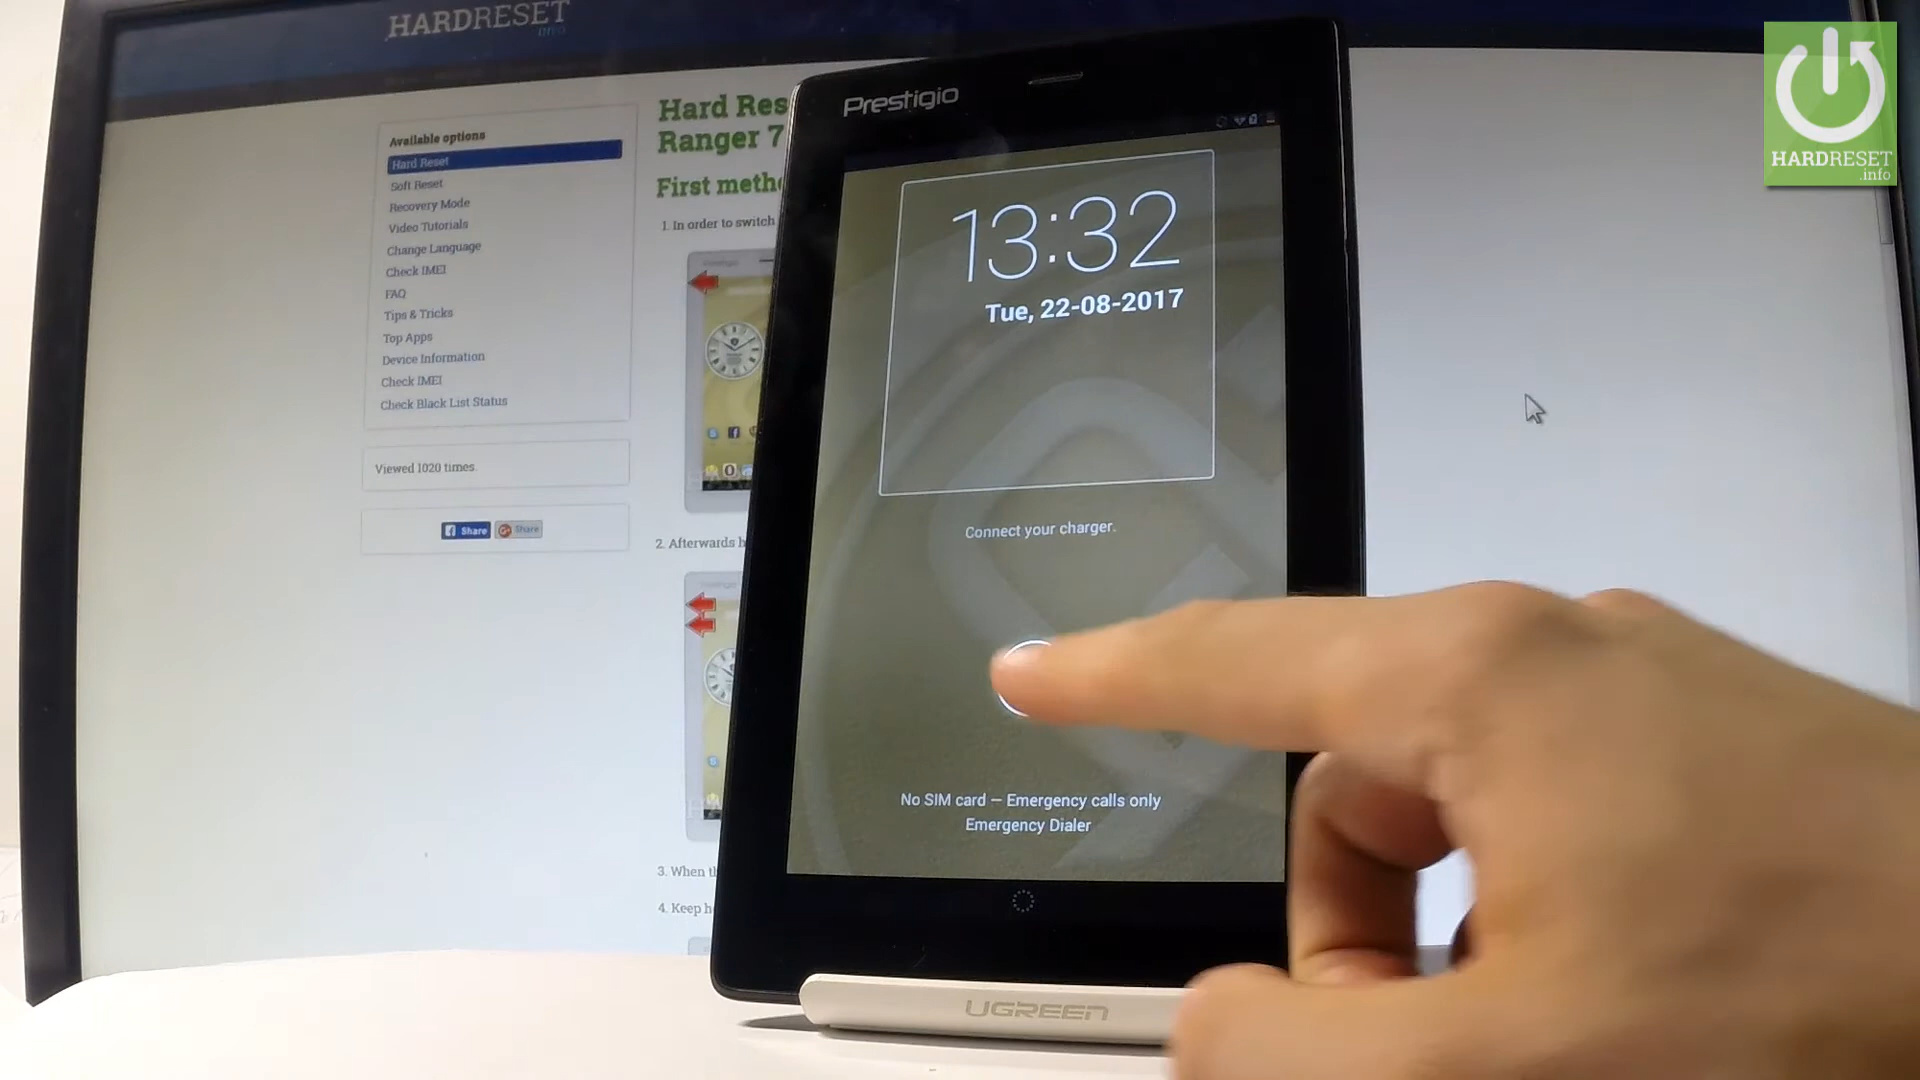 HARDRESET
.info
Available options
Hard Reset
Soft Reset
Recovery Mode
Video Tutorials
Change Language
Check IMEI
FAQ
Tips & Tricks
Top Apps
Device Information
Check IMEI
Check Black List Status
Viewed 1020 times.
Share
Share
Hard Res
Ranger 7
First meth
1. In order to switch
2. Afterwards h
3. When th
4. Keep h
Prestigio
13:32
Tue, 22-08-2017
Connect your charger.
No SIM card – Emergency calls only
Emergency Dialer
UGREEN
HARDRESET
.info